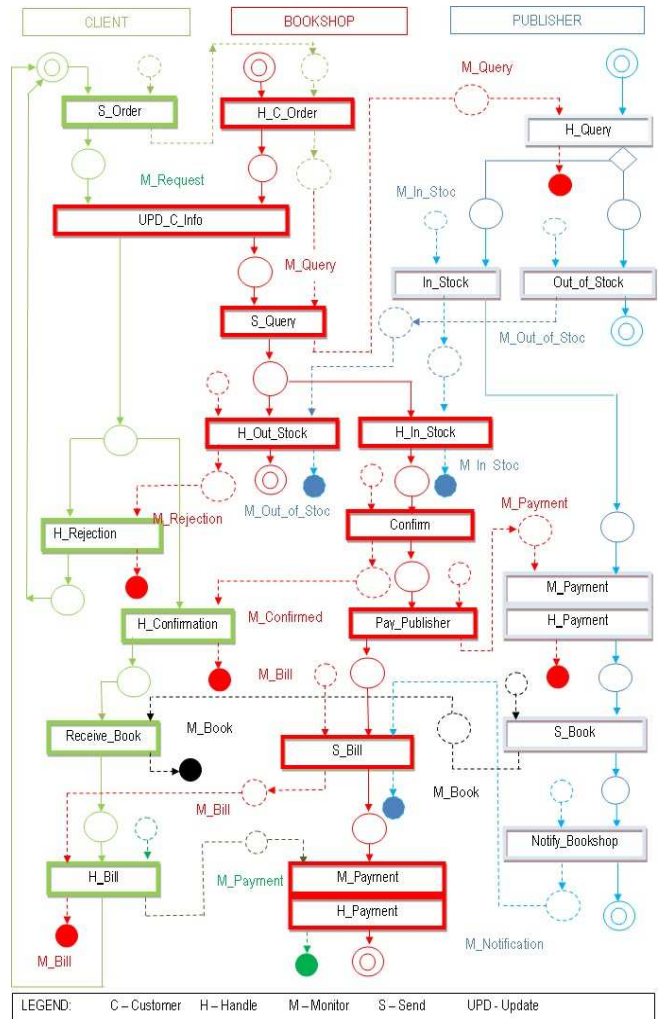 CLIENT BOOKSHOP PUBLISHER
M_Query
S_Order H_C_Order
H_Query
M_Request
M_In_Stoc
UPD_C_Info
M_Query
In_Stock Out_of_Stock
S_Query
M_Out_of_Stoc
H_Out_Stock H_In_Stock
M_In Stoc
M_Out_of_Stoc
M_Payment
M_Rejection
Confirm
H_Rejection
M_Payment
M_Confirmed
H_Confirmation Pay_Publisher H_Payment
M_Bill
M_Book
Receive_Book S_Book
S_Bill
M_Book
M_Bill
Notify_Bookshop
H_Bill M_Payment
M_Payment
H_Payment
M_Notification
M_Bill
LEGEND: C – Customer H – Handle M – Monitor S – Send UPD - Update